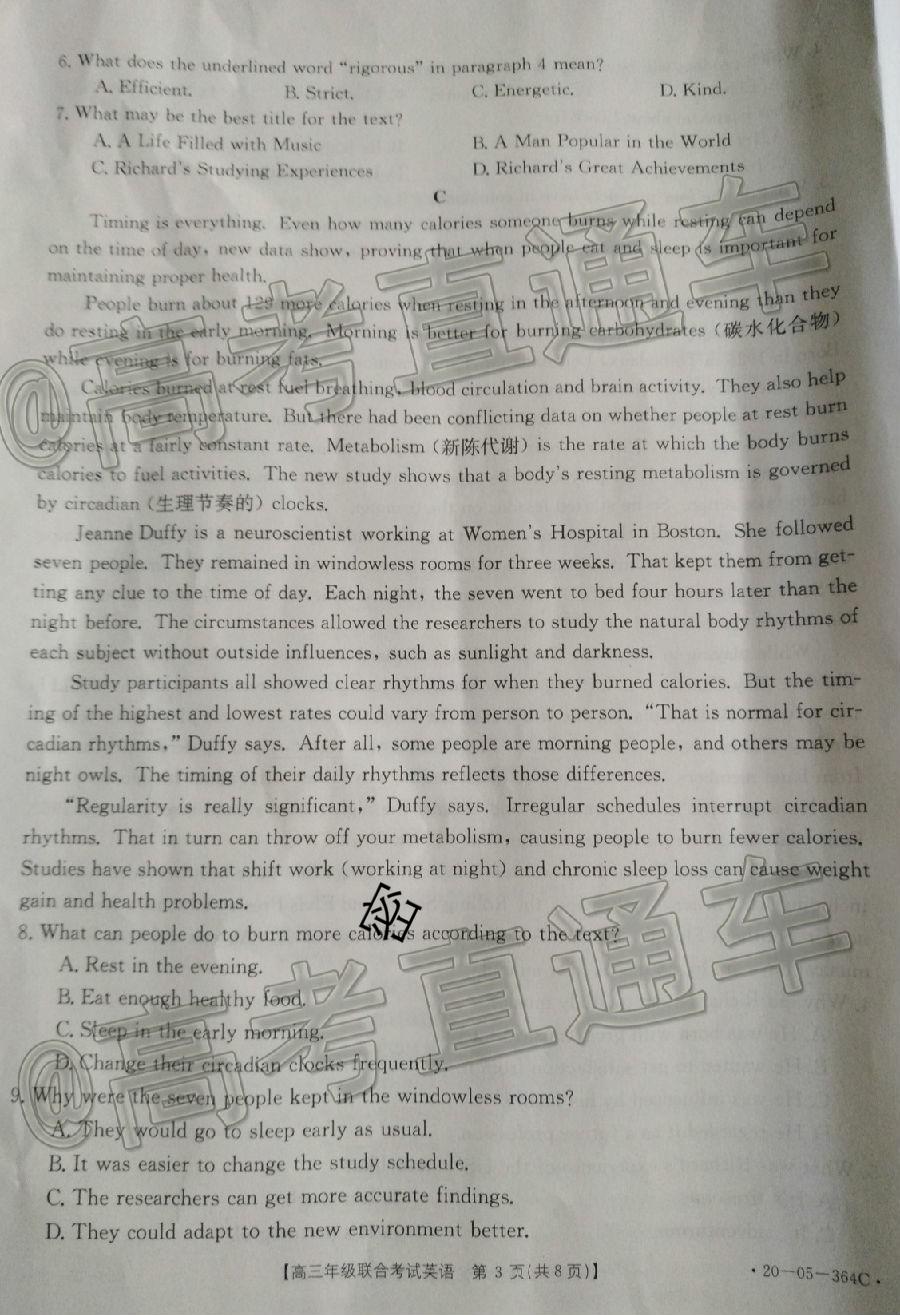 6. What does the underlined word "rigorous" in paragraph 4 mean?
A. Efficient. B. Strict. C. Energetic. D. Kind.
7. What may be the best title for the text?
A. A Life Filled with Music B. A Man Popular in the World
C. Richard's Studying Experiences D. Richard's Great Achievements
C
Timing is everything. Even how many calories someone burns while resting can depend
on the time of day, new data show, proving that when people eat and sleep is important for
maintaining proper health.
People burn about 129 more calories when resting in the afternoon and evening than they
do resting in the early morning. Morning is better for burning carbohydrates (碳水化合物)
while evening is for burning fats.
Calories burned at rest fuel breathing, blood circulation and brain activity. They also help
maintain body temperature. But there had been conflicting data on whether people at rest burn
calories at a fairly constant rate. Metabolism (新陈代谢) is the rate at which the body burns
calories to fuel activities. The new study shows that a body's resting metabolism is governed
by circadian (生理节奏的) clocks.
Jeanne Duffy is a neuroscientist working at Women's Hospital in Boston. She followed
seven people. They remained in windowless rooms for three weeks. That kept them from get-
ting any clue to the time of day. Each night, the seven went to bed four hours later than the
night before. The circumstances allowed the researchers to study the natural body rhythms of
each subject without outside influences, such as sunlight and darkness.
Study participants all showed clear rhythms for when they burned calories. But the tim-
ing of the highest and lowest rates could vary from person to person. "That is normal for cir-
cadian rhythms," Duffy says. After all, some people are morning people, and others may be
night owls. The timing of their daily rhythms reflects those differences.
"Regularity is really significant," Duffy says. Irregular schedules interrupt circadian
rhythms. That in turn can throw off your metabolism, causing people to burn fewer calories.
Studies have shown that shift work (working at night) and chronic sleep loss can cause weight
gain and health problems.
8. What can people do to burn more calories according to the text?
A. Rest in the evening.
B. Eat enough healthy food.
C. Sleep in the early morning.
D. Change their circadian clocks frequently.
9. Why were the seven people kept in the windowless rooms?
A. They would go to sleep early as usual.
B. It was easier to change the study schedule.
C. The researchers can get more accurate findings.
D. They could adapt to the new environment better.
【高三年级联合考试英语 第 3 页(共 8 页)】
·20—05—364C·
@高考直通车
@高考直通车
密